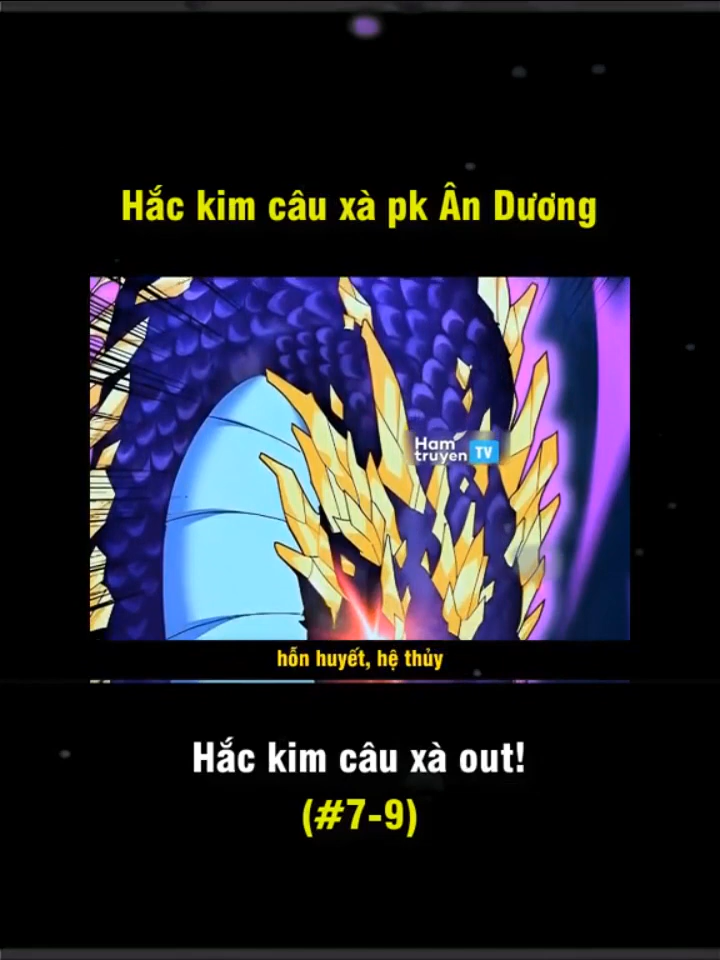 Hắc kim câu xà pk Ân Dương
Ham
truyen TV
hỗn huyết, hệ thủy
Hắc kim câu xà out!
(#7-9)